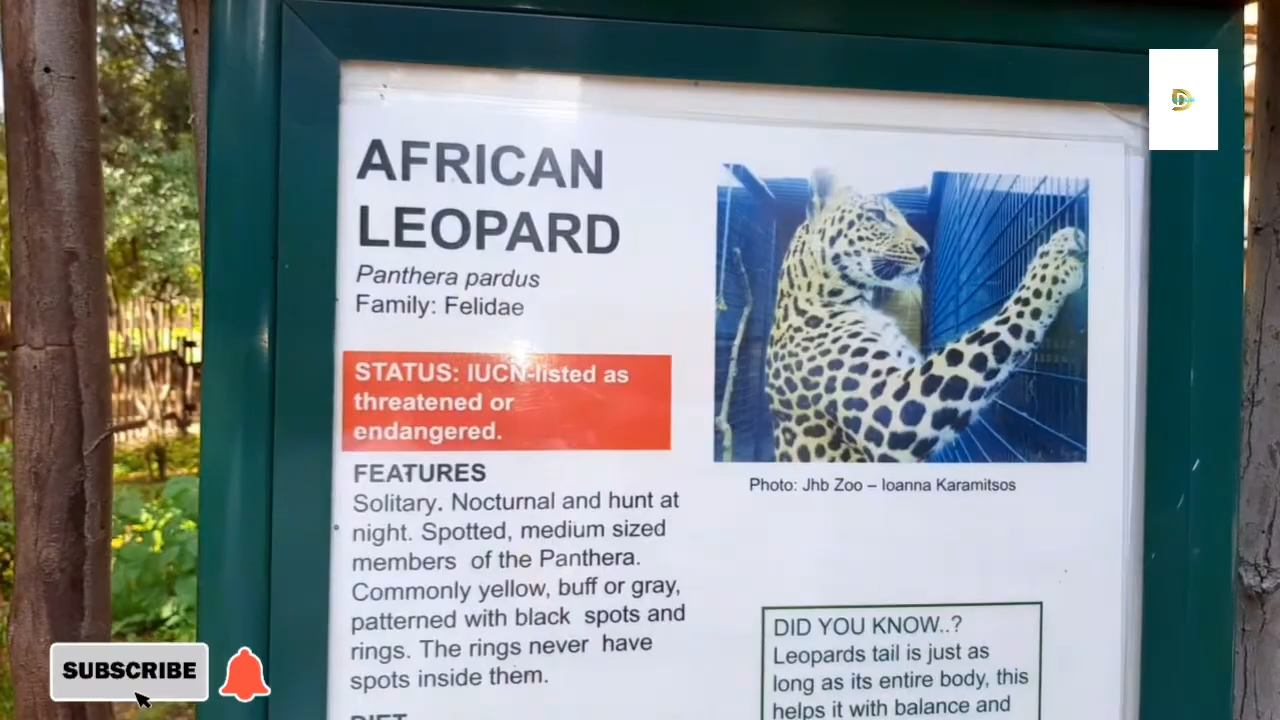 AFRICAN
LEOPARD
Panthera pardus
Family: Felidae
STATUS: IUCN-listed as
threatened or
endangered.
FEATURES
Solitary. Nocturnal and hunt at
night. Spotted, medium sized
members of the Panthera.
Commonly yellow, buff or gray,
patterned with black spots and
rings. The rings never have
spots inside them.
DIET
Photo: Jhb Zoo – Ioanna Karamitsos
DID YOU KNOW..?
Leopards tail is just as
long as its entire body, this
helps it with balance and
SUBSCRIBE
D